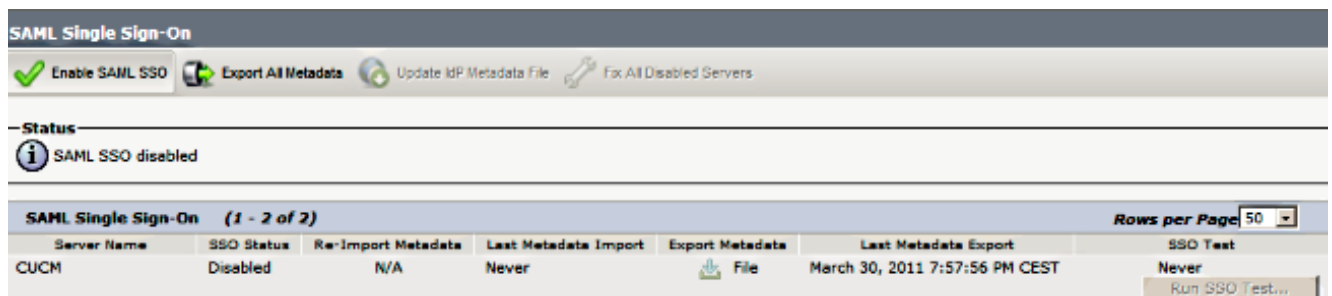 SAML Single Sign-On
Enable SAML SSO Export All Metadata Update IdP Metadata File Fix All Disabled Servers
Status
SAML SSO disabled
SAML Single Sign-On (1 - 2 of 2) Rows per Page 50
Server Name SSO Status Re-Import Metadata Last Metadata Import Export Metadata Last Metadata Export SSO Test
CUCM Disabled N/A Never File March 30, 2011 7:57:56 PM CEST Never
Run SSO Test...